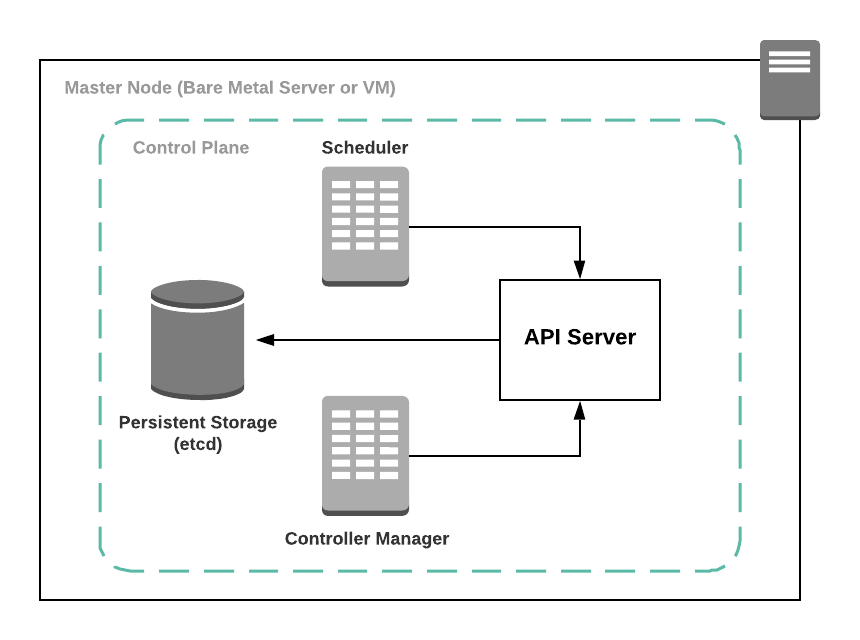 Master Node (Bare Metal Server or VM)
Control Plane
Scheduler
API Server
Persistent Storage
(etcd)
Controller Manager